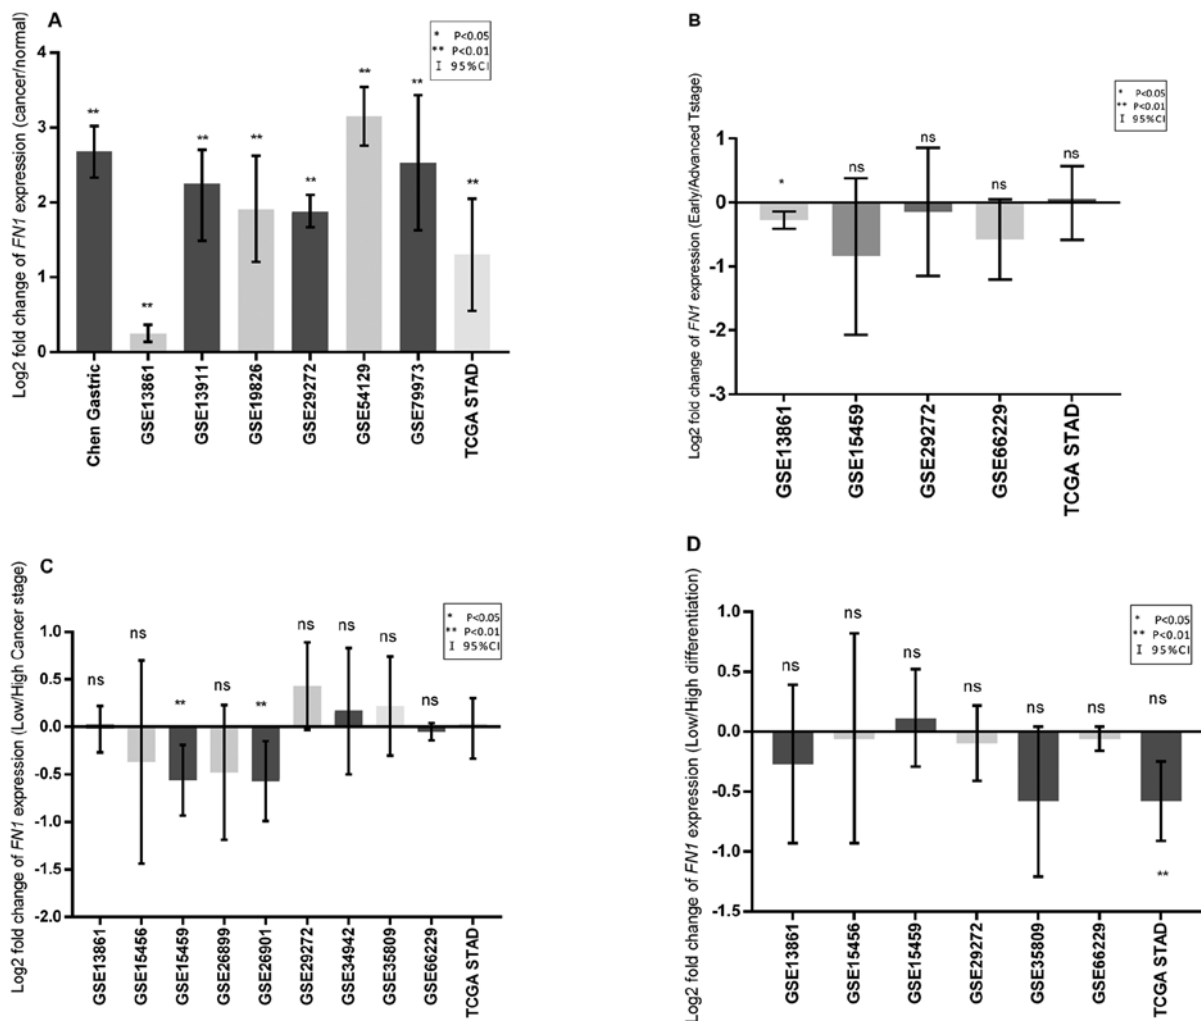 A
Log2 fold change of FN1 expression (cancer/normal)
* P<0.05
** P<0.01
I 95%CI
4
3
2
1
0
** ** ** ** ** ** ** **
Chen Gastric
GSE13861
GSE13911
GSE19826
GSE29272
GSE54129
GSE79973
TCGA STAD
B
Log2 fold change of FN1 expression (Early/Advanced Tstage)
* P<0.05
** P<0.01
I 95%CI
1
0
-1
-2
-3
* ns ns ns ns
GSE13861
GSE15459
GSE29272
GSE66229
TCGA STAD
C
Log2 fold change of FN1 expression (Low/High Cancer stage)
* P<0.05
** P<0.01
I 95%CI
1.0
0.5
0.0
-0.5
-1.0
-1.5
-2.0
ns ns ** ns ** ns ns ns ns ns
GSE13861
GSE15456
GSE15459
GSE26899
GSE26901
GSE29272
GSE34942
GSE35809
GSE66229
TCGA STAD
D
Log2 fold change of FN1 expression (Low/High differentiation)
* P<0.05
** P<0.01
I 95%CI
1.0
0.5
0.0
-0.5
-1.0
-1.5
ns ns ns ns ns ns ns
**
GSE13861
GSE15456
GSE15459
GSE29272
GSE35809
GSE66229
TCGA STAD